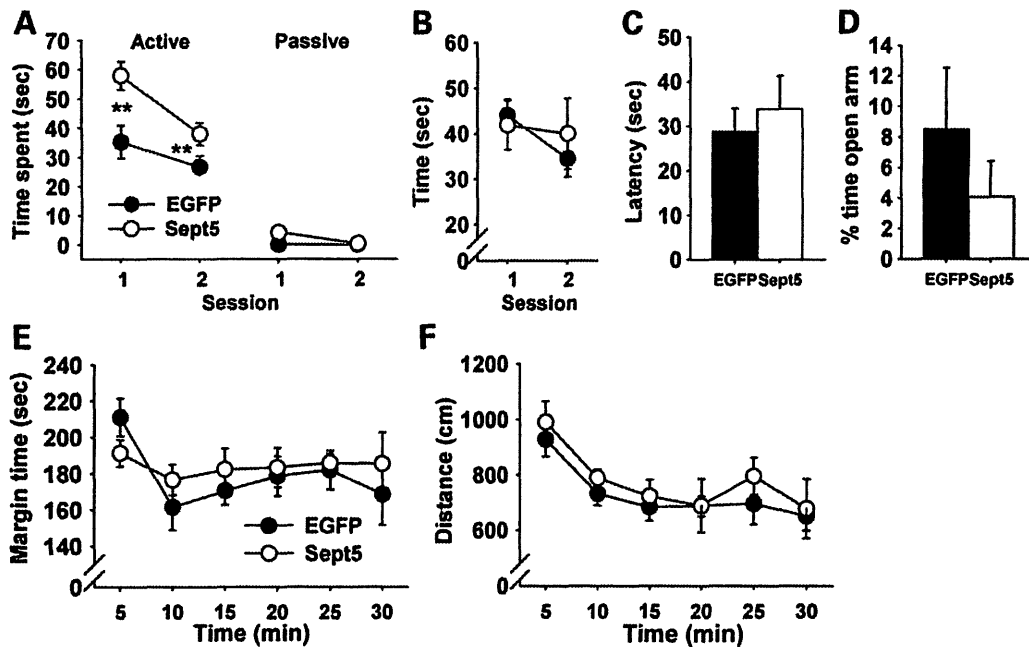 A
Active
Passive
Time spent (sec)
70
60
50
40
30
20
10
0
**
**
EGFP
Sept5
1
2
1
2
Session
B
Time (sec)
60
50
40
30
20
0
1
2
Session
C
Latency (sec)
50
40
30
20
10
0
EGFPSept5
D
% time open arm
14
12
10
8
6
4
2
0
EGFPSept5
E
Margin time (sec)
240
220
200
180
160
140
0
EGFP
Sept5
5
10
15
20
25
30
Time (min)
F
Distance (cm)
1200
1000
800
600
0
5
10
15
20
25
30
Time (min)